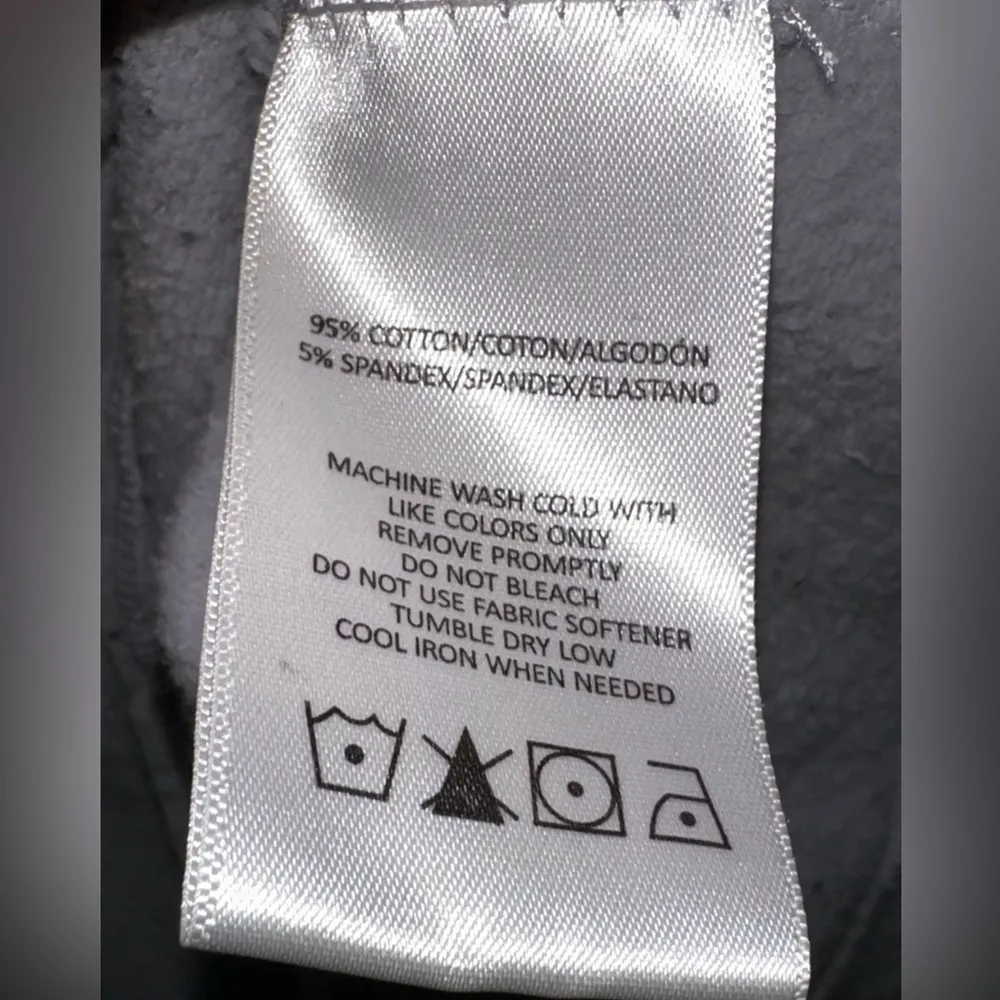 95% COTTON/COTON/ALGODÓN
5% SPANDEX/SPANDEX/ELASTANO
MACHINE WASH COLD WITH
LIKE COLORS ONLY
REMOVE PROMPTLY
DO NOT BLEACH
DO NOT USE FABRIC SOFTENER
TUMBLE DRY LOW
COOL IRON WHEN NEEDED